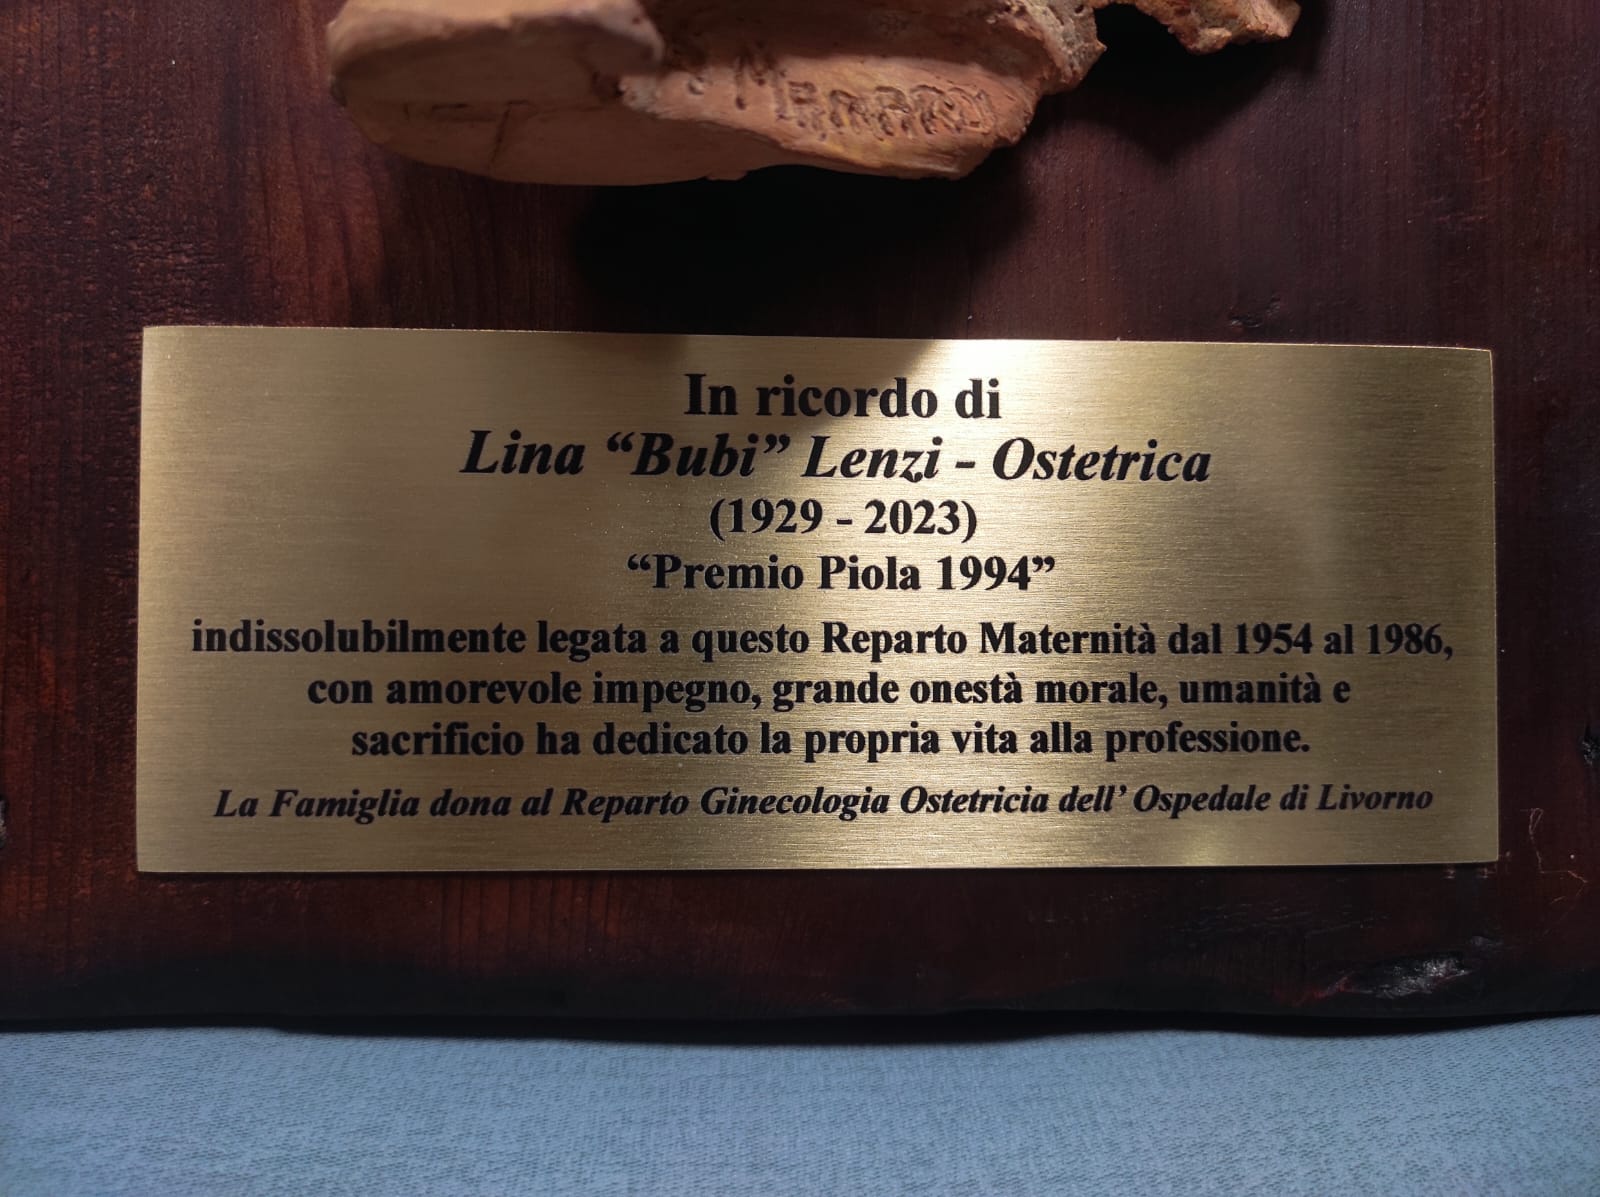 In ricordo di
Lina “Bubi” Lenzi - Ostetrica
(1929 - 2023)
“Premio Piola 1994”
indissolubilmente legata a questo Reparto Maternità dal 1954 al 1986,
con amorevole impegno, grande onestà morale, umanità e
sacrificio ha dedicato la propria vita alla professione.
La Famiglia dona al Reparto Ginecologia Ostetricia dell’ Ospedale di Livorno